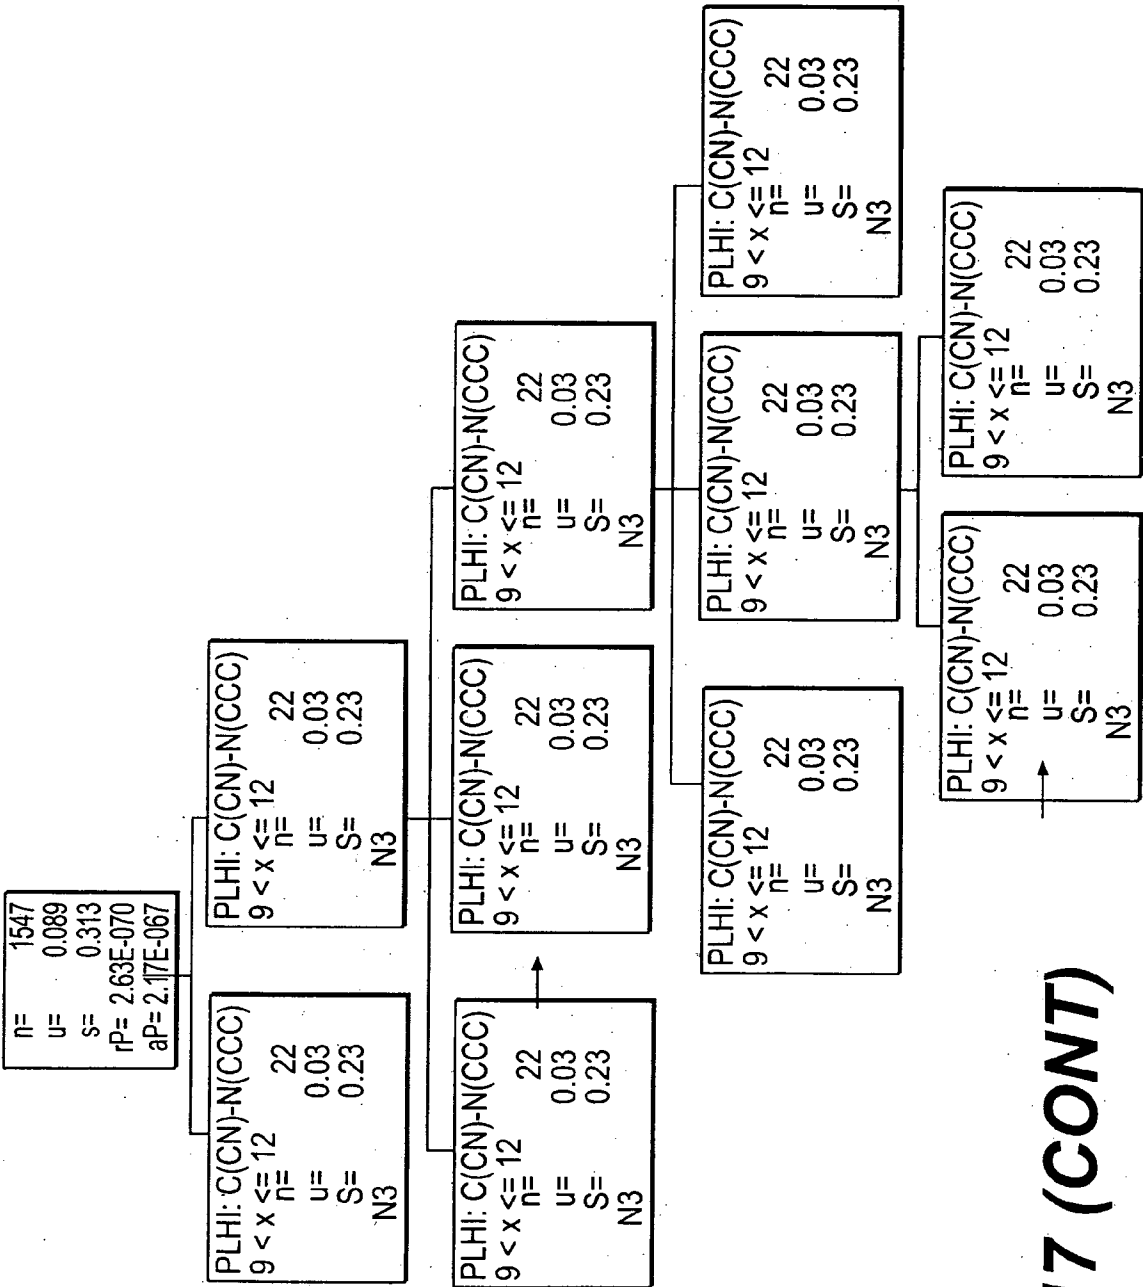 n= 1547
u= 0.089
s= 0.313
rP= 2.63E-070
aP= 2.17E-067
PLHI: C(CN)-N(CCC)
9 < x <= 12
n= 22
u= 0.03
S= 0.23
N3
PLHI: C(CN)-N(CCC)
9 < x <= 12
n= 22
u= 0.03
S= 0.23
N3
PLHI: C(CN)-N(CCC)
9 < x <= 12
n= 22
u= 0.03
S= 0.23
N3
PLHI: C(CN)-N(CCC)
9 < x <= 12
n= 22
u= 0.03
S= 0.23
N3
PLHI: C(CN)-N(CCC)
9 < x <= 12
n= 22
u= 0.03
S= 0.23
N3
PLHI: C(CN)-N(CCC)
9 < x <= 12
n= 22
u= 0.03
S= 0.23
N3
PLHI: C(CN)-N(CCC)
9 < x <= 12
n= 22
u= 0.03
S= 0.23
N3
PLHI: C(CN)-N(CCC)
9 < x <= 12
n= 22
u= 0.03
S= 0.23
N3
PLHI: C(CN)-N(CCC)
9 < x <= 12
n= 22
u= 0.03
S= 0.23
N3
PLHI: C(CN)-N(CCC)
9 < x <= 12
n= 22
u= 0.03
S= 0.23
N3
17 (CONT)